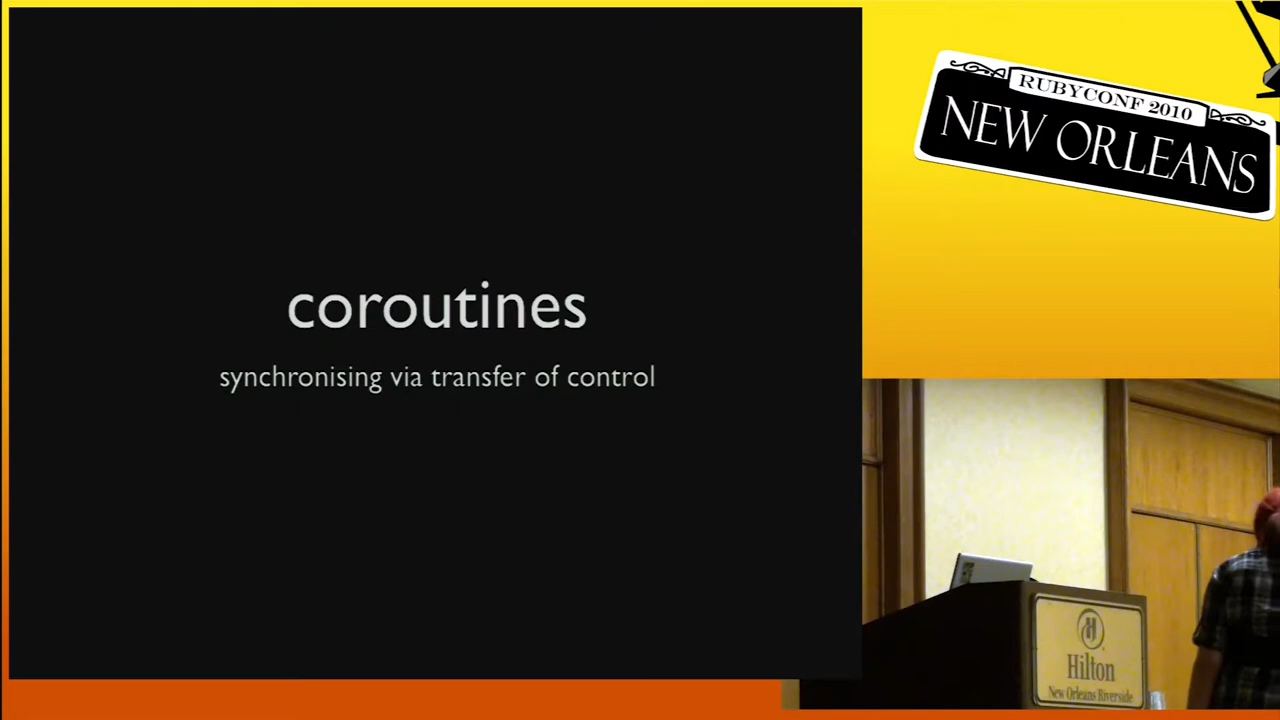 coroutines
synchronising via transfer of control
RUBYCONF 2010
NEW ORLEANS
Hilton
New Orleans Riverside